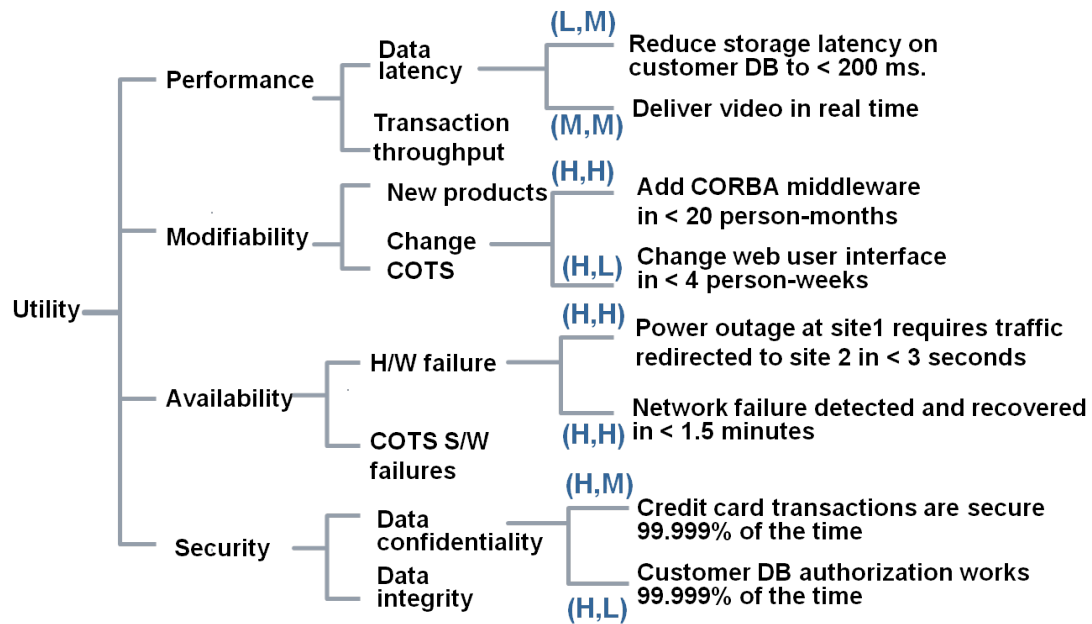 (L,M)
Data
latency
Reduce storage latency on
customer DB to < 200 ms.
Performance
Deliver video in real time
(M,M)
Transaction
throughput
(H,H)
New products
Add CORBA middleware
in < 20 person-months
Modifiability
Change
COTS
(H,L)
Change web user interface
in < 4 person-weeks
Utility
(H,H)
Power outage at site1 requires traffic
redirected to site 2 in < 3 seconds
H/W failure
Availability
Network failure detected and recovered
in < 1.5 minutes
(H,H)
COTS S/W
failures
(H,M)
Credit card transactions are secure
99.999% of the time
Data
confidentiality
Security
Customer DB authorization works
99.999% of the time
Data
integrity
(H,L)